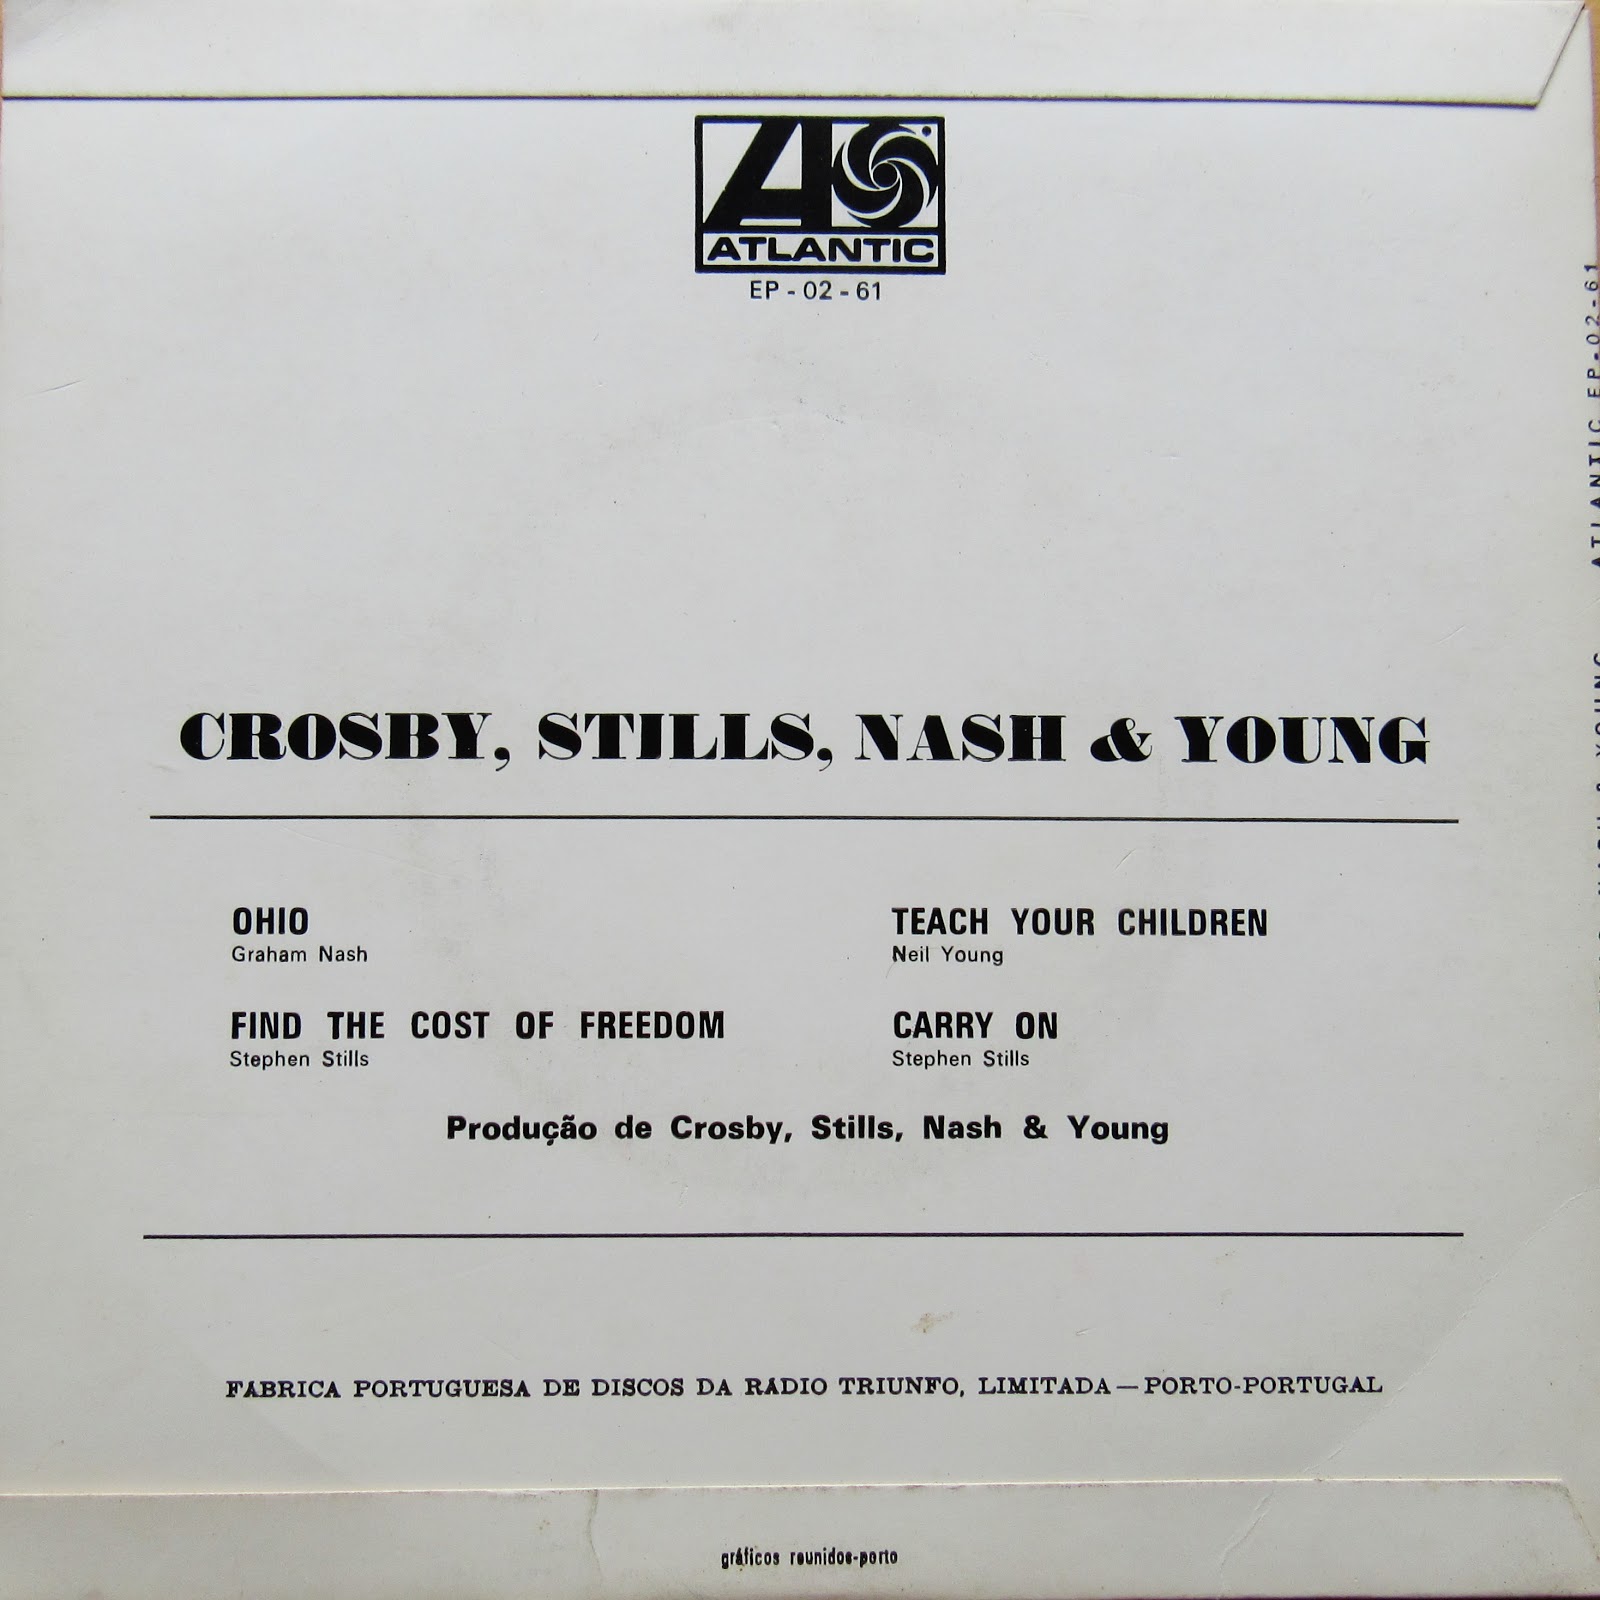 ATLANTIC
EP - 02 - 61
CROSBY, STILLS, NASH & YOUNG
OHIO
Graham Nash
FIND THE COST OF FREEDOM
Stephen Stills
TEACH YOUR CHILDREN
Neil Young
CARRY ON
Stephen Stills
Produção de Crosby, Stills, Nash & Young
FÁBRICA PORTUGUESA DE DISCOS DA RÁDIO TRIUNFO, LIMITADA — PORTO-PORTUGAL
gráficos reunidos-porto
ATLANTIC EP-02-61